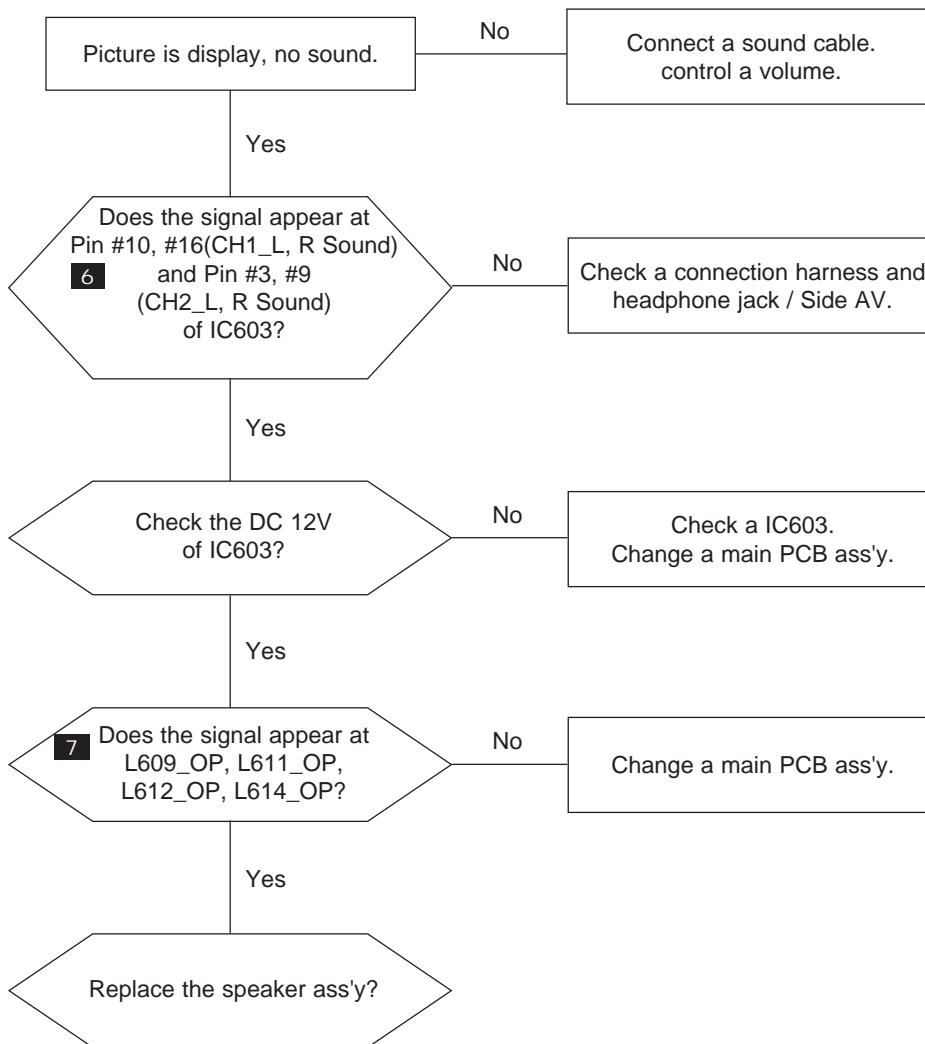 Picture is display, no sound.
No
Connect a sound cable.
control a volume.
Yes
Does the signal appear at
Pin #10, #16(CH1_L, R Sound)
6
and Pin #3, #9
(CH2_L, R Sound)
of IC603?
No
Check a connection harness and
headphone jack / Side AV.
Yes
Check the DC 12V
of IC603?
No
Check a IC603.
Change a main PCB ass'y.
Yes
7
Does the signal appear at
L609_OP, L611_OP,
L612_OP, L614_OP?
No
Change a main PCB ass'y.
Yes
Replace the speaker ass'y?